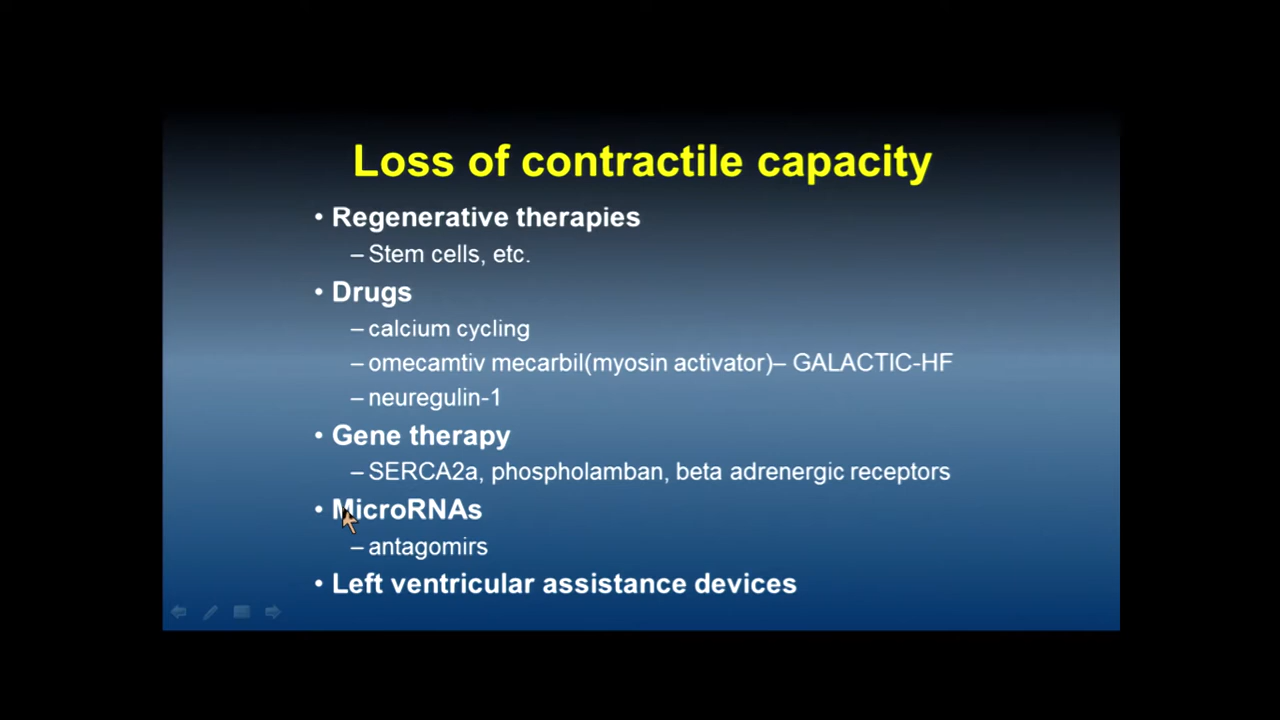 Loss of contractile capacity
• Regenerative therapies
– Stem cells, etc.
• Drugs
– calcium cycling
– omecamtiv mecarbil(myosin activator)– GALACTIC-HF
– neuregulin-1
• Gene therapy
– SERCA2a, phospholamban, beta adrenergic receptors
• MicroRNAs
– antagomirs
• Left ventricular assistance devices